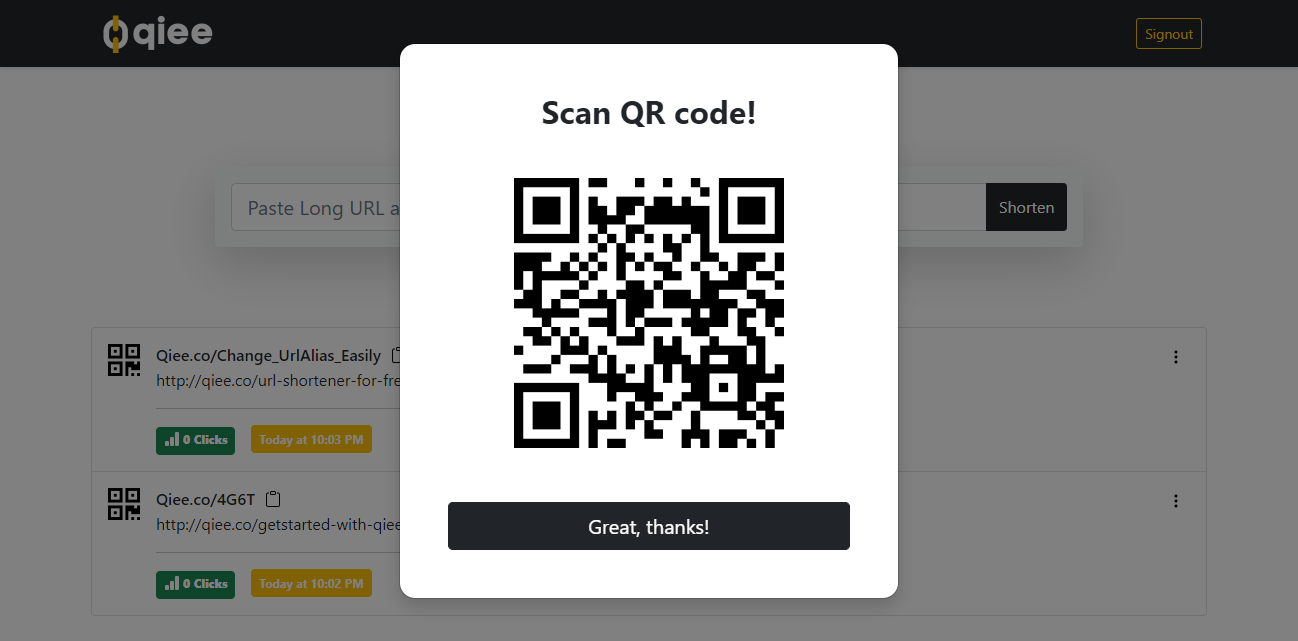 qiee
Signout
Scan QR code!
Paste Long URL a
Shorten
Qiee.co/Change_UrlAlias_Easily
http://qiee.co/url-shortener-for-fre
0 Clicks
Today at 10:03 PM
Qiee.co/4G6T
http://qiee.co/getstarted-with-qiee
0 Clicks
Today at 10:02 PM
Great, thanks!